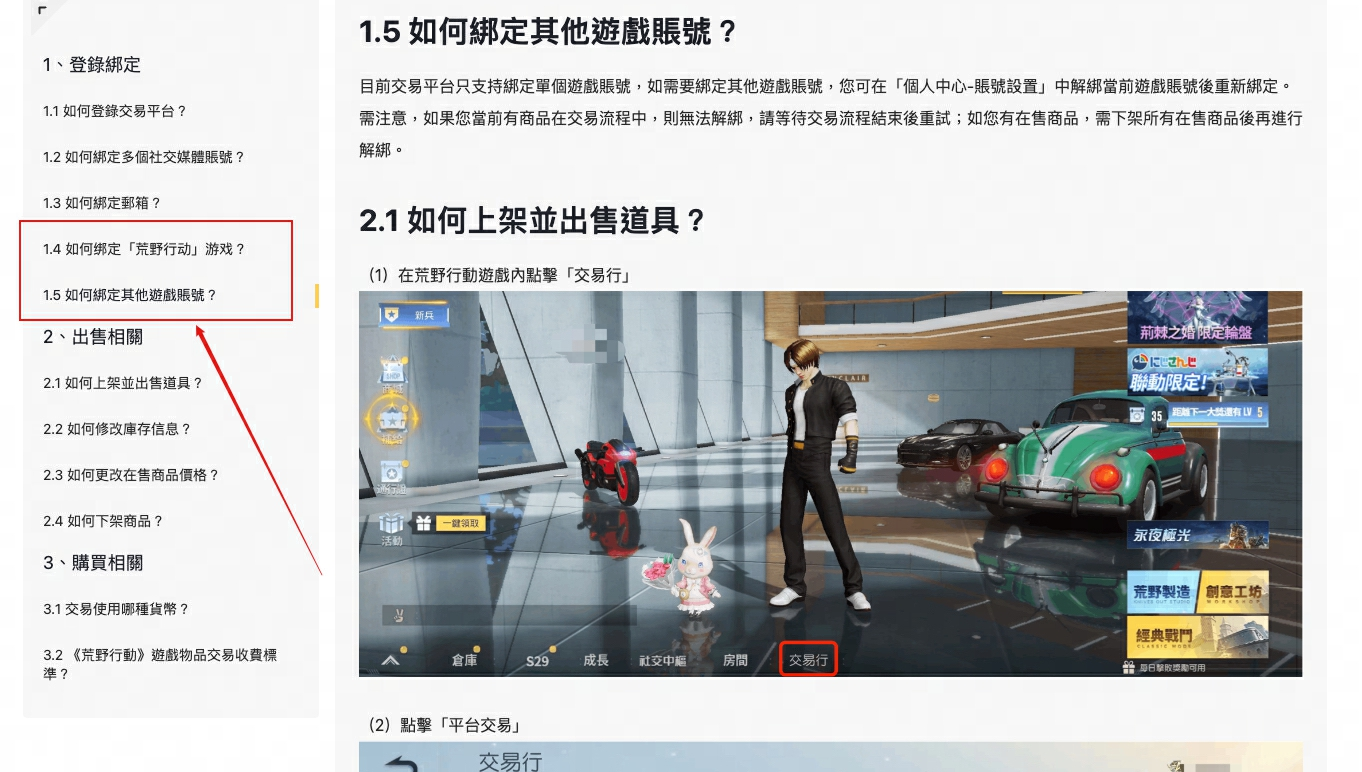 1、登錄綁定
1.1 如何登錄交易平台？
1.2 如何綁定多個社交媒體賬號？
1.3 如何綁定郵箱？
1.4 如何绑定「荒野行动」游戏？
1.5 如何綁定其他遊戲賬號？
2、出售相關
2.1 如何上架並出售道具？
2.2 如何修改庫存信息？
2.3 如何更改在售商品價格？
2.4 如何下架商品？
3、購買相關
3.1 交易使用哪種貨幣？
3.2 《荒野行動》遊戲物品交易收費標
準？
1.5 如何綁定其他遊戲賬號？
目前交易平台只支持綁定單個遊戲賬號，如需要綁定其他遊戲賬號，您可在「個人中心-賬號設置」中解綁當前遊戲賬號後重新綁定。
需注意，如果您當前有商品在交易流程中，則無法解綁，請等待交易流程結束後重試；如您有在售商品，需下架所有在售商品後再進行
解綁。
2.1 如何上架並出售道具？
（1）在荒野行動遊戲內點擊「交易行」
新兵
荊棘之婚 限定輪盤
にじさんじ
聯動限定!
商城
35 距離下一大獎還有 LV 5
補給
通行證
一鍵領取
活動
永夜極光
荒野製造
創意工坊
WORKSHOP
經典戰鬥
CLASSIC MODE
倉庫
S29
成長
社交中樞
房間
交易行
每日擊敗獎勵可用
（2）點擊「平台交易」
交易行